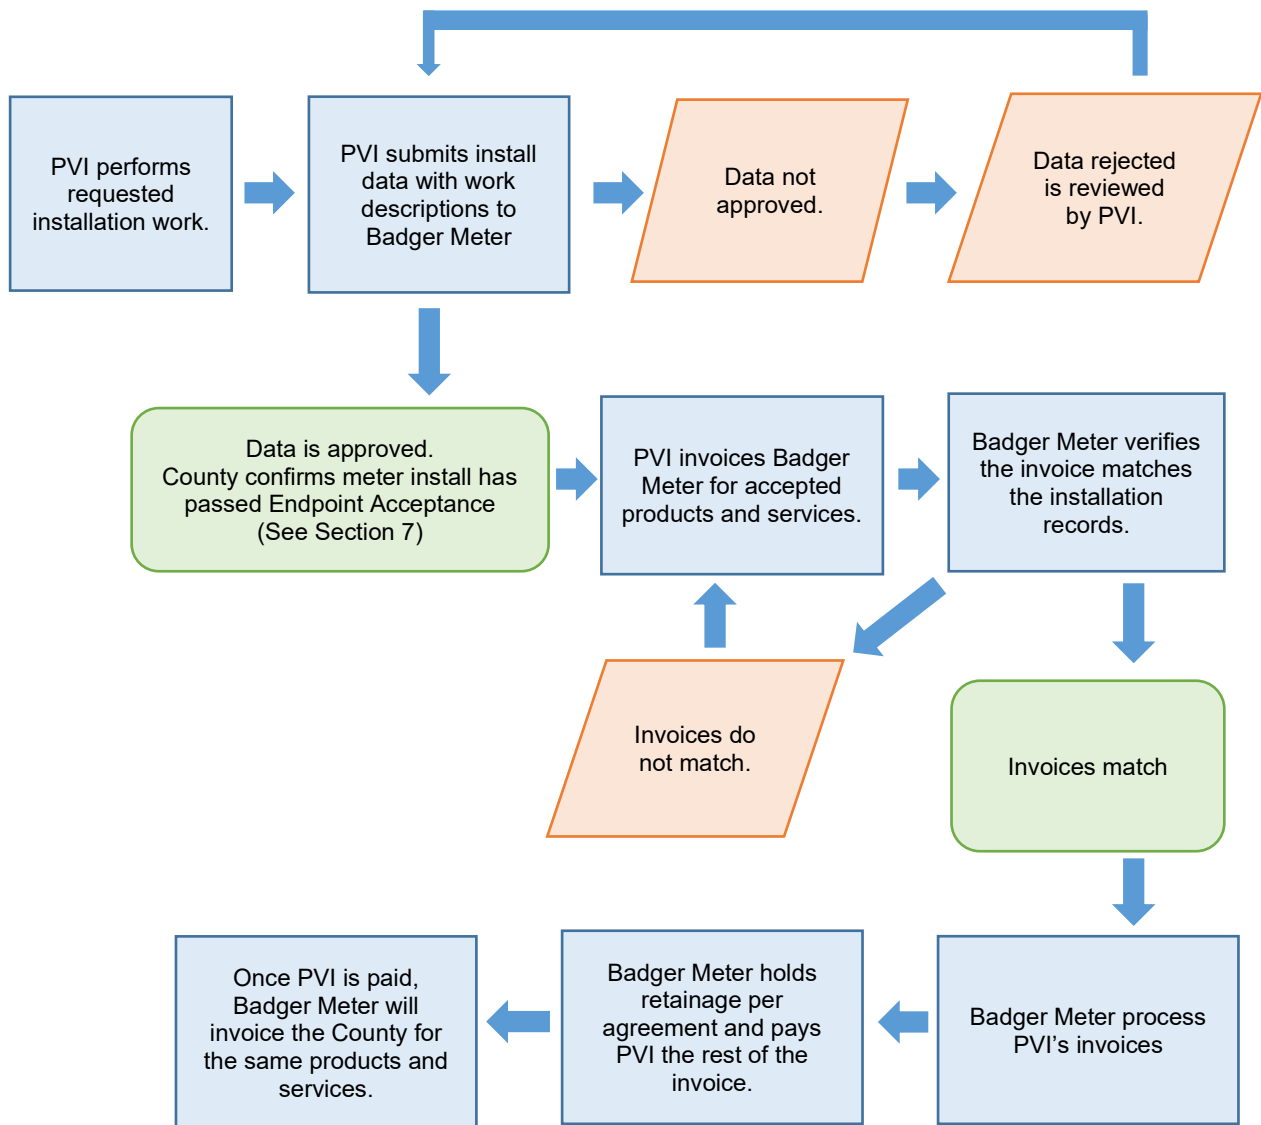 PVI performs
requested
installation work.
PVI submits install
data with work
descriptions to
Badger Meter
Data not
approved.
Data rejected
is reviewed
by PVI.
Data is approved.
County confirms meter install has
passed Endpoint Acceptance
(See Section 7)
PVI invoices Badger
Meter for accepted
products and services.
Badger Meter verifies
the invoice matches
the installation
records.
Invoices do
not match.
Invoices match
Once PVI is paid,
Badger Meter will
invoice the County for
the same products and
services.
Badger Meter holds
retainage per
agreement and pays
PVI the rest of the
invoice.
Badger Meter process
PVI’s invoices